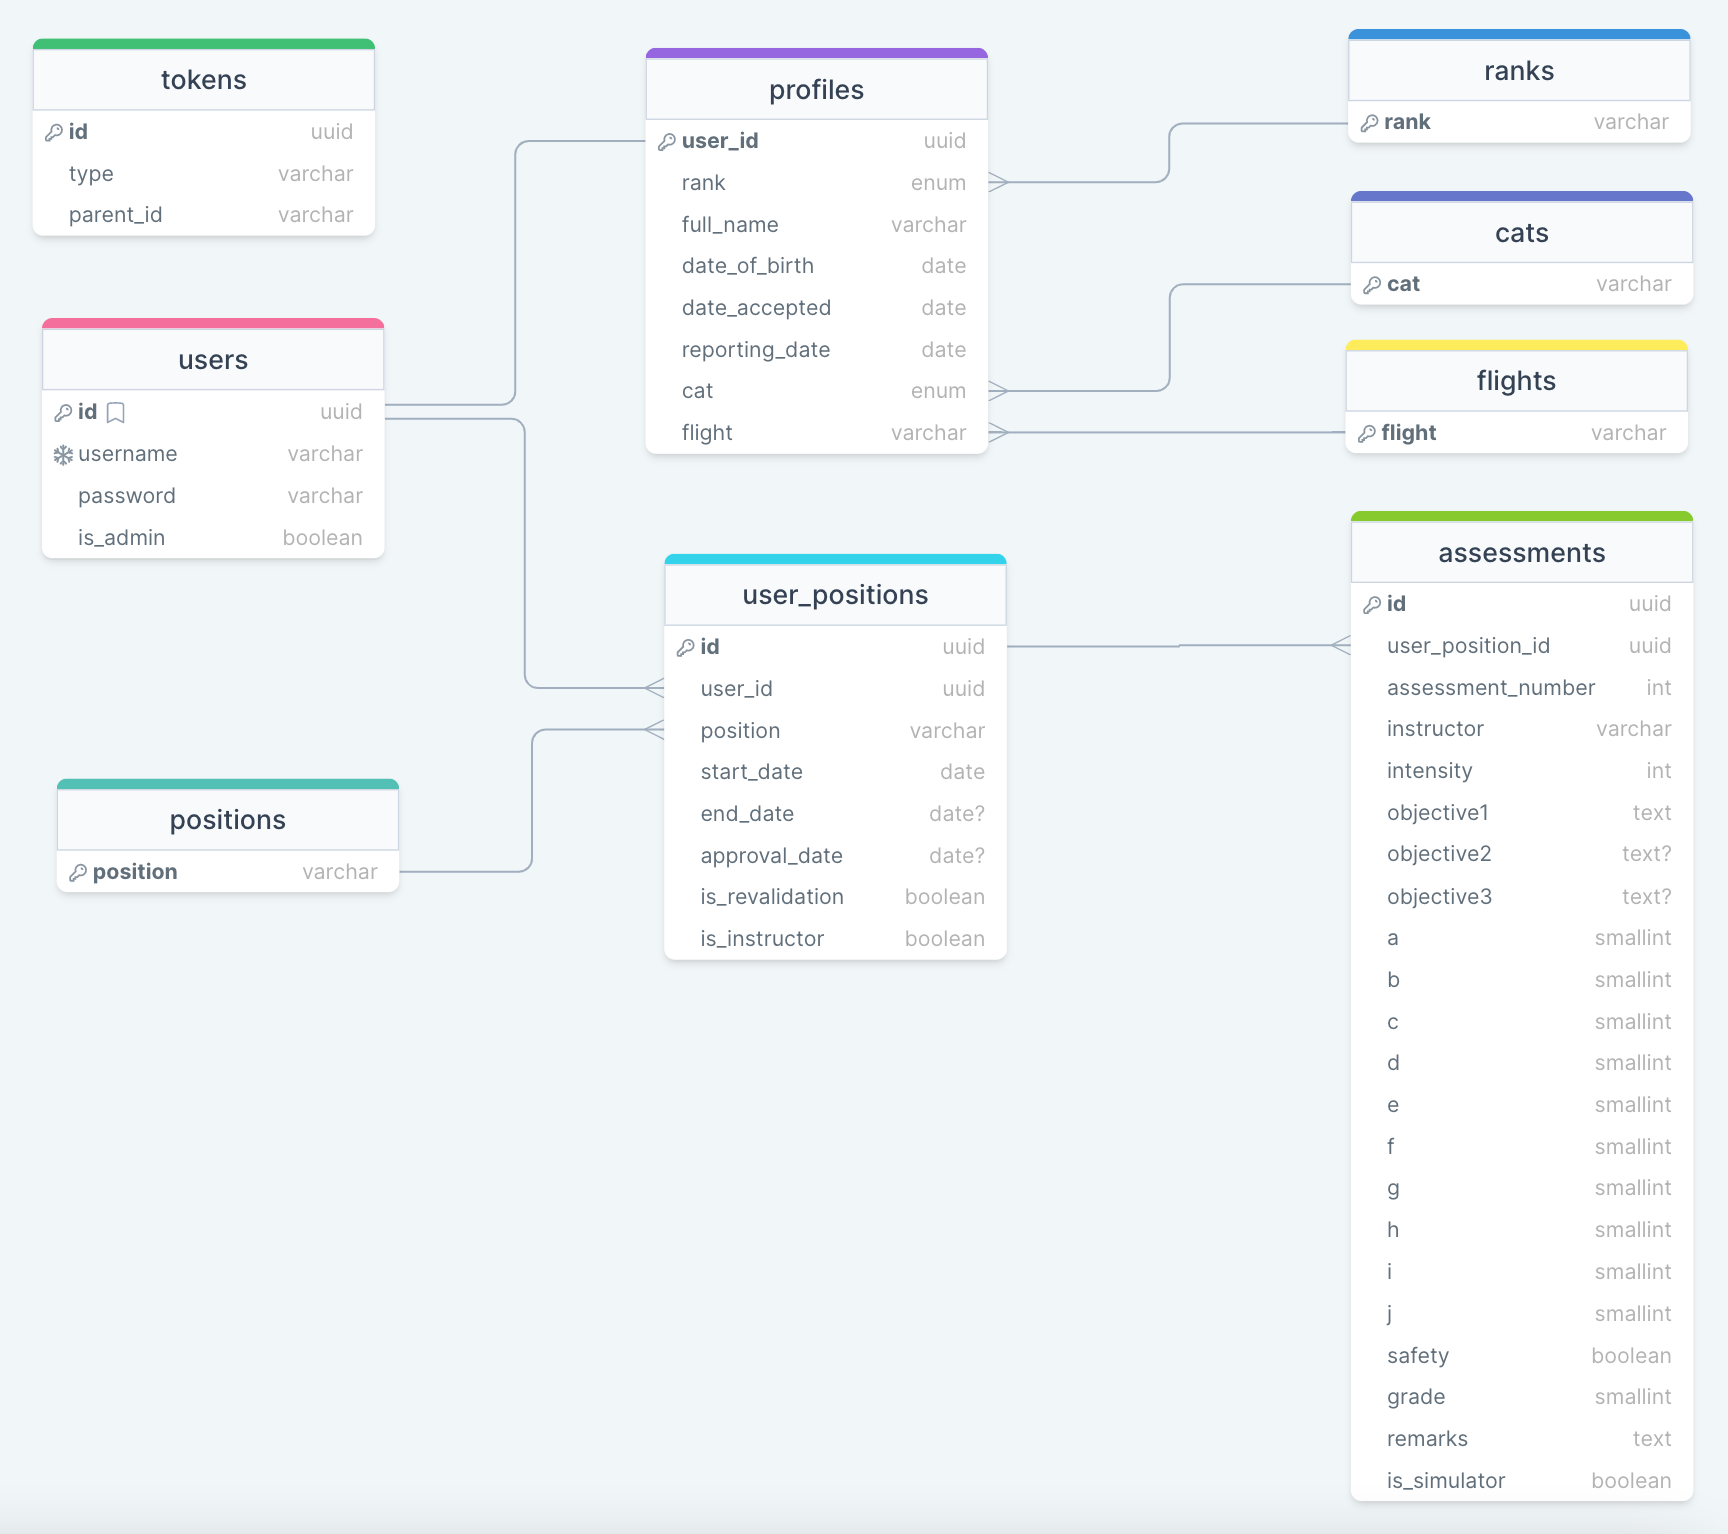 tokens
id uuid
type varchar
parent_id varchar
users
id uuid
username varchar
password varchar
is_admin boolean
positions
position varchar
profiles
user_id uuid
rank enum
full_name varchar
date_of_birth date
date_accepted date
reporting_date date
cat enum
flight varchar
user_positions
id uuid
user_id uuid
position varchar
start_date date
end_date date?
approval_date date?
is_revalidation boolean
is_instructor boolean
ranks
rank varchar
cats
cat varchar
flights
flight varchar
assessments
id uuid
user_position_id uuid
assessment_number int
instructor varchar
intensity int
objective1 text
objective2 text?
objective3 text?
a smallint
b smallint
c smallint
d smallint
e smallint
f smallint
g smallint
h smallint
i smallint
j smallint
safety boolean
grade smallint
remarks text
is_simulator boolean